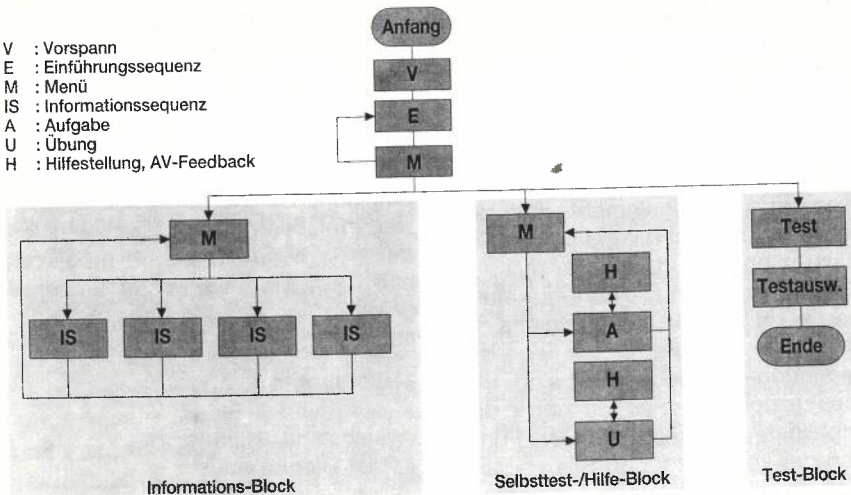 Anfang
V : Vorspann
E : Einführungssequenz
M : Menü
IS : Informationssequenz
A : Aufgabe
U : Übung
H : Hilfestellung, AV-Feedback
V
E
M
M
IS IS IS IS
Informations-Block
M
H
A
H
U
Selbsttest-/Hilfe-Block
Test
Testausw.
Ende
Test-Block